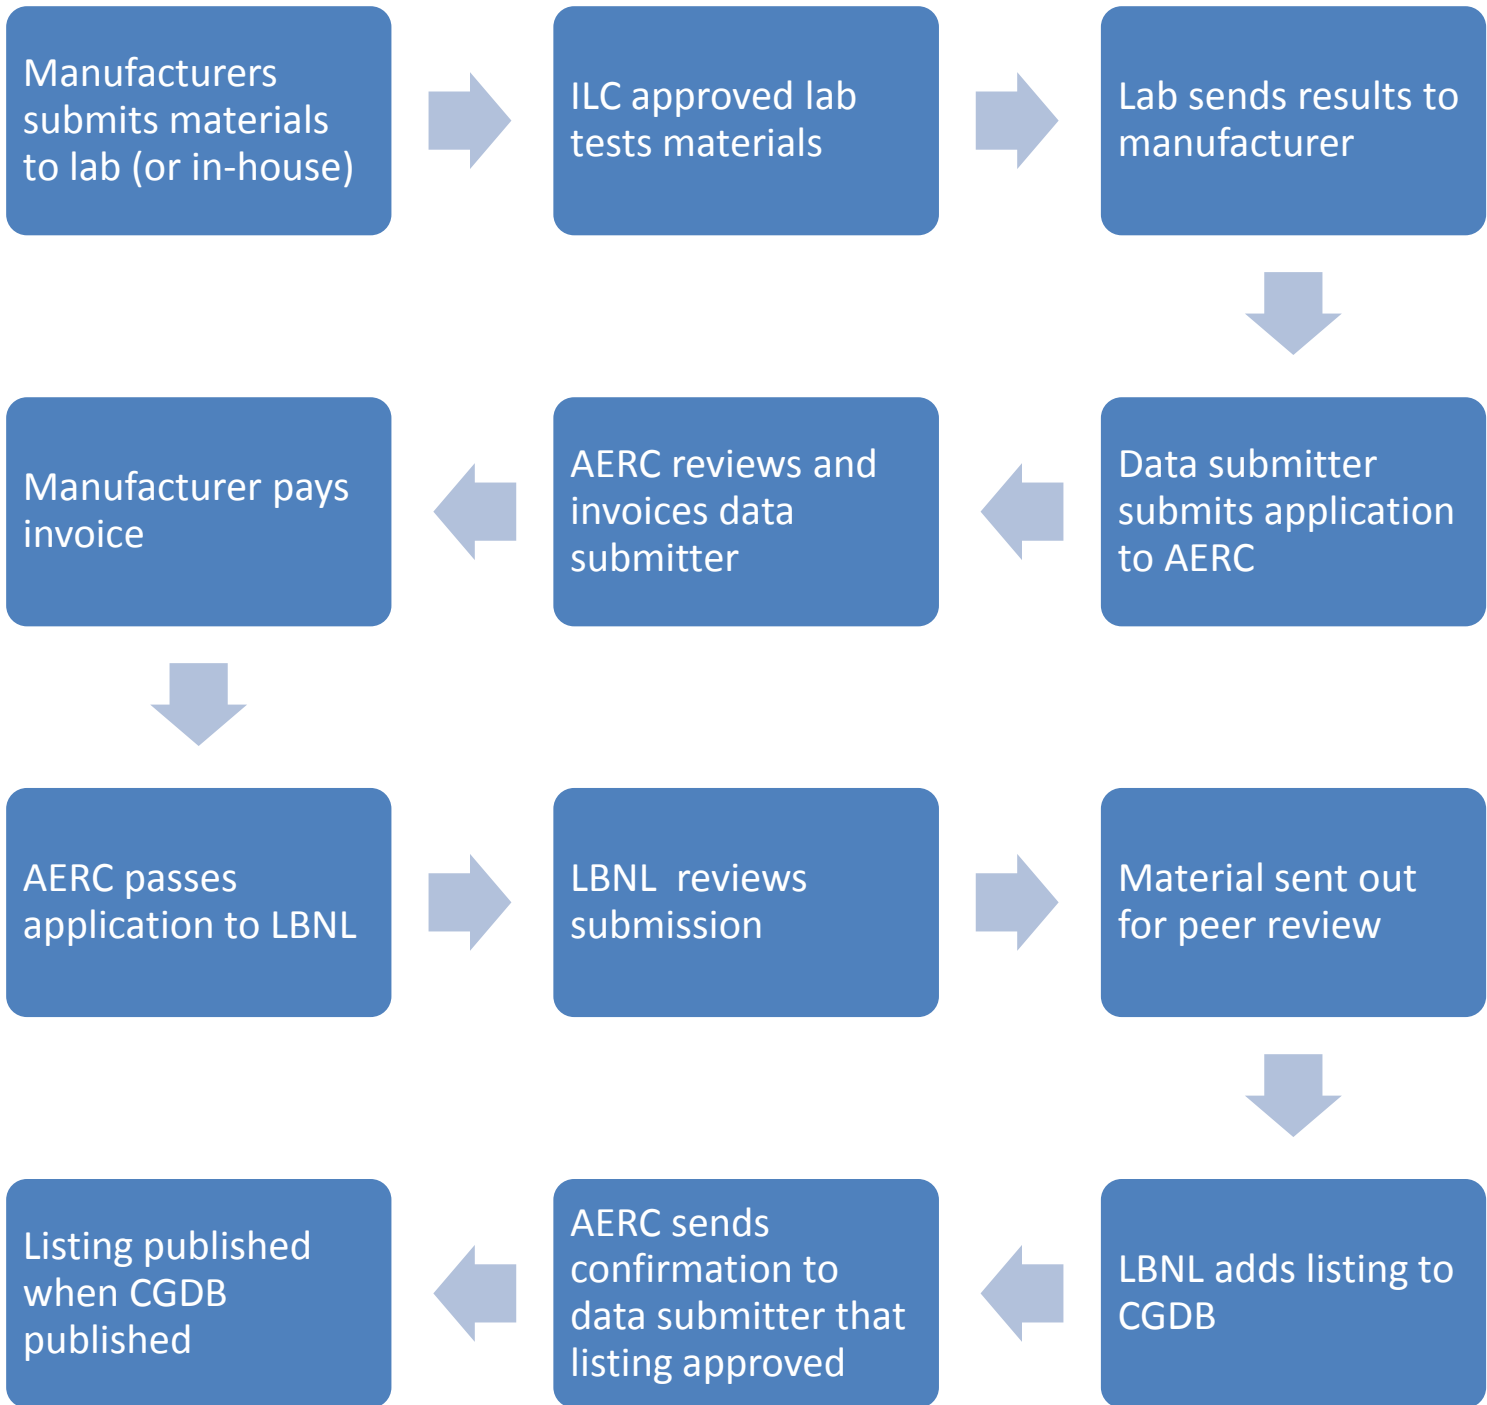 Manufacturers
submits materials
to lab (or in-house)
ILC approved lab
tests materials
Lab sends results to
manufacturer
Data submitter
submits application
to AERC
AERC reviews and
invoices data
submitter
Manufacturer pays
invoice
AERC passes
application to LBNL
LBNL  reviews
submission
Material sent out
for peer review
LBNL adds listing to
CGDB
AERC sends
confirmation to
data submitter that
listing approved
Listing published
when CGDB
published